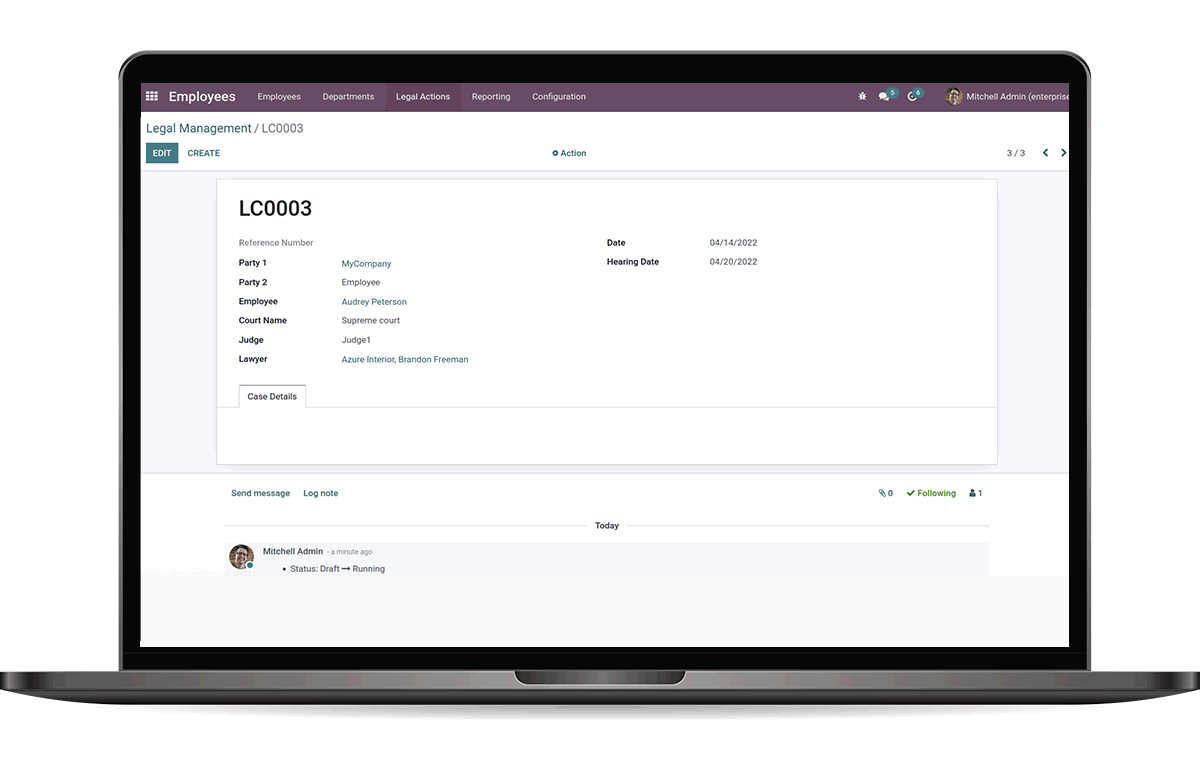 Employees Employees Departments Legal Actions Reporting Configuration 5 6 Mitchell Admin (enterprise
Legal Management / LC0003
EDIT CREATE Action 3 / 3
LC0003
Reference Number
Date 04/14/2022
Party 1 MyCompany
Hearing Date 04/20/2022
Party 2 Employee
Employee Audrey Peterson
Court Name Supreme court
Judge Judge1
Lawyer Azure Interior, Brandon Freeman
Case Details
Send message Log note 0 Following 1
Today
Mitchell Admin - a minute ago
• Status: Draft → Running